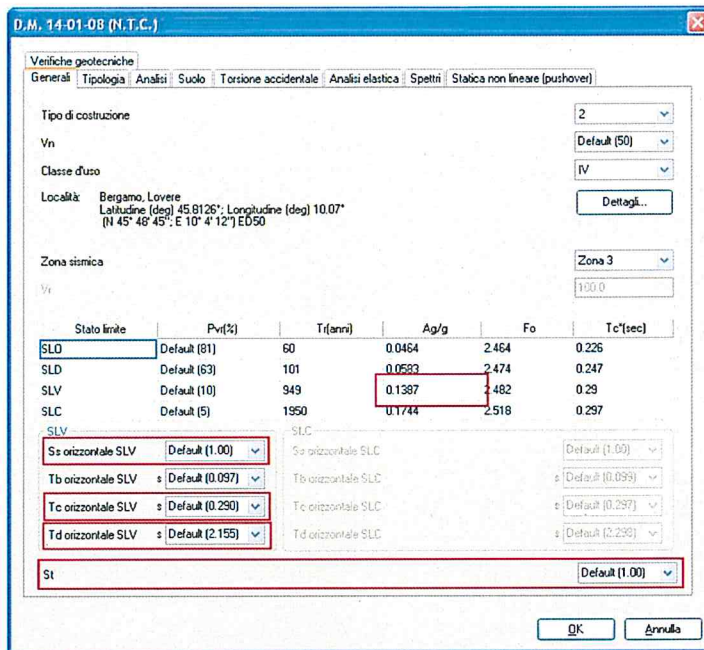 D.M. 14-01-08 (N.T.C.)
Verifiche geotecniche
Generali Tipologia Analisi Suolo Torsione accidentale Analisi elastica Spettri Statica non lineare (pushover)
Tipo di costruzione 2
Vn Default (50)
Classe d'uso IV
Località: Bergamo, Lovere
Latitudine (deg) 45.8126°; Longitudine (deg) 10.07°
(N 45° 48' 45"; E 10° 4' 12") ED50
Dettagli...
Zona sismica Zona 3
Vr 100.0
Stato limite Pvr(%) Tr(anni) Ag/g Fo Tc*(sec)
SLO Default (81) 60 0.0464 2.464 0.226
SLD Default (63) 101 0.0583 2.474 0.247
SLV Default (10) 949 0.1387 2.482 0.29
SLC Default (5) 1950 0.1744 2.518 0.297
SLV SLC
Ss orizzontale SLV Default (1.00) Ss orizzontale SLC Default (1.00)
Tb orizzontale SLV s Default (0.097) Tb orizzontale SLC s Default (0.099)
Tc orizzontale SLV s Default (0.290) Tc orizzontale SLC s Default (0.297)
Td orizzontale SLV s Default (2.155) Td orizzontale SLC s Default (2.298)
St Default (1.00)
OK Annulla